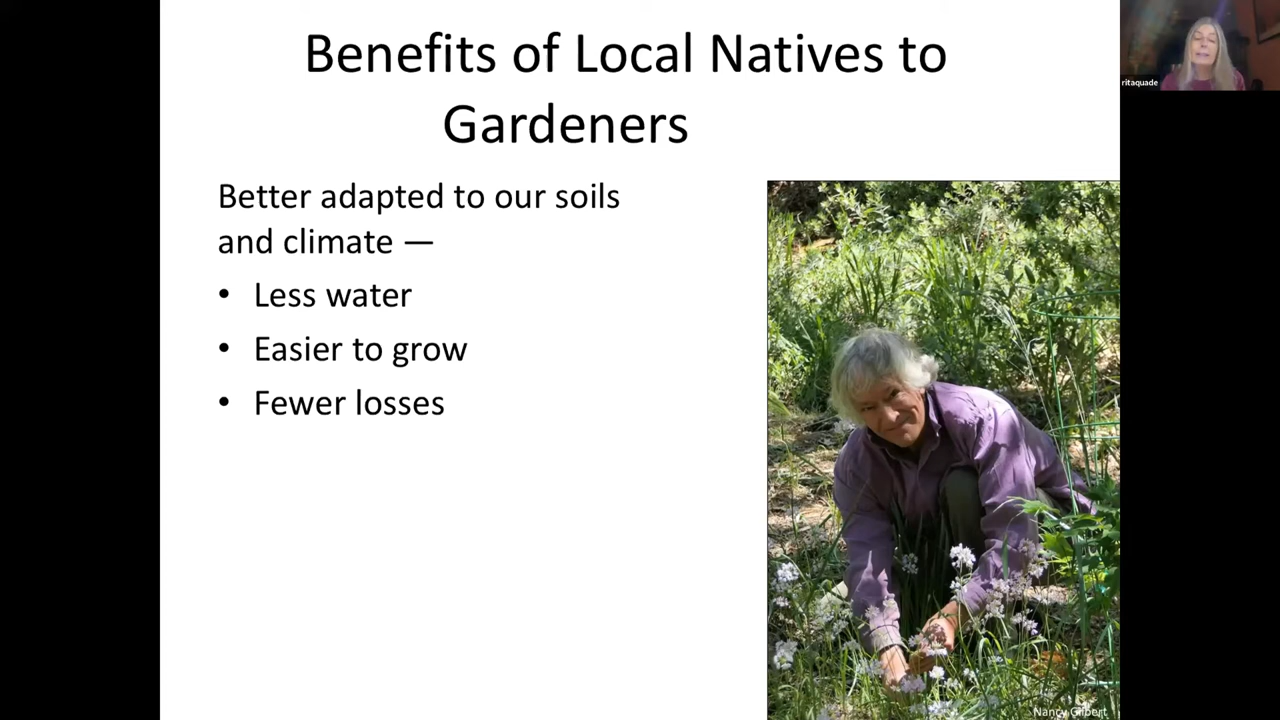 Benefits of Local Natives to
Gardeners
ritaquade
Better adapted to our soils
and climate —
• Less water
• Easier to grow
• Fewer losses
Nancy Gilbert